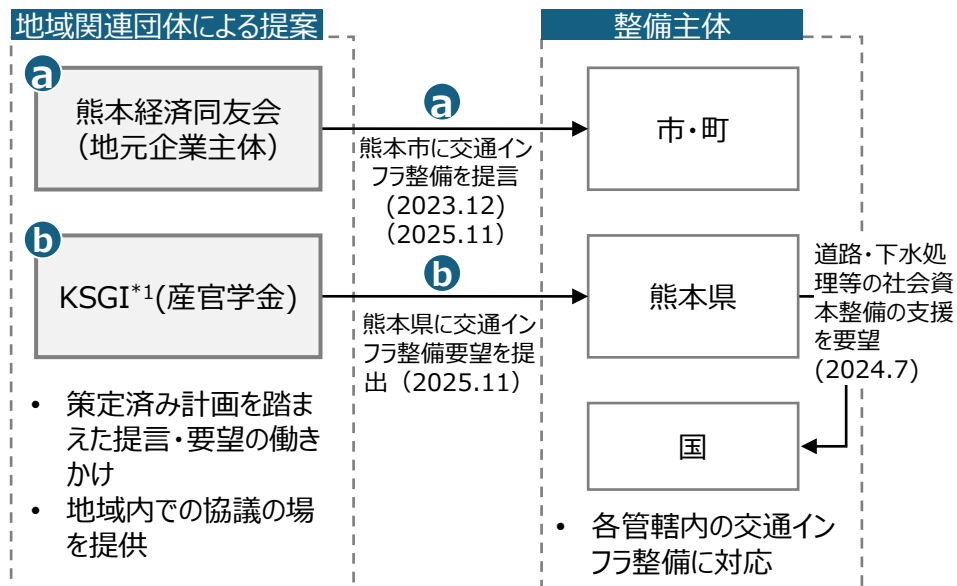 地域関連団体による提案
整備主体
a
熊本経済同友会
（地元企業主体）
a
熊本市に交通イン
フラ整備を提言
(2023.12)
（2025.11）
市・町
b
KSGI*1(産官学金)
b
熊本県に交通イン
フラ整備要望を提
出（2025.11）
熊本県
道路・下水処
理等の社会資
本整備の支援
を要望
(2024.7)
国
• 策定済み計画を踏ま
えた提言・要望の働き
かけ
• 地域内での協議の場
を提供
• 各管轄内の交通イン
フラ整備に対応